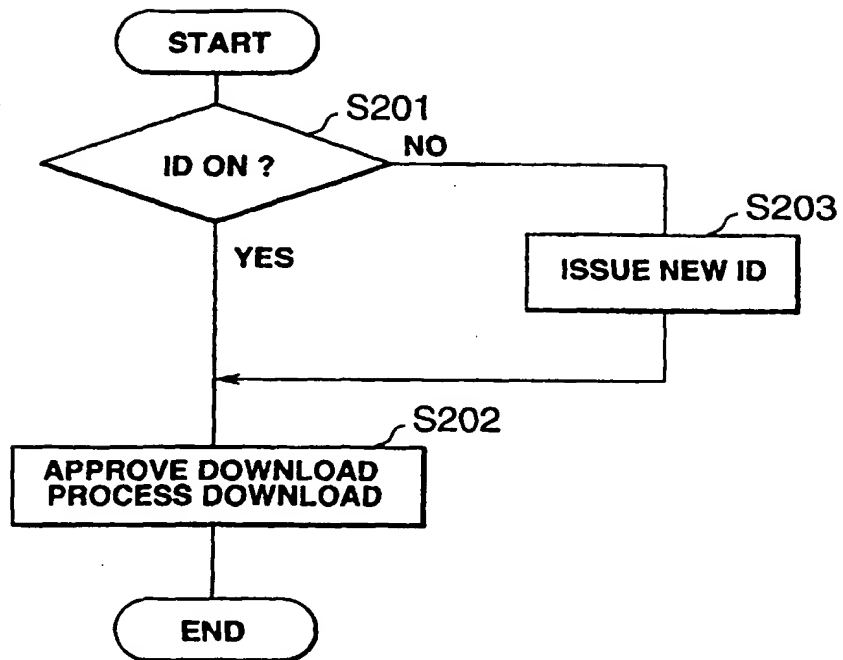 START
S201
ID ON ?
NO
S203
YES
ISSUE NEW ID
S202
APPROVE DOWNLOAD
PROCESS DOWNLOAD
END